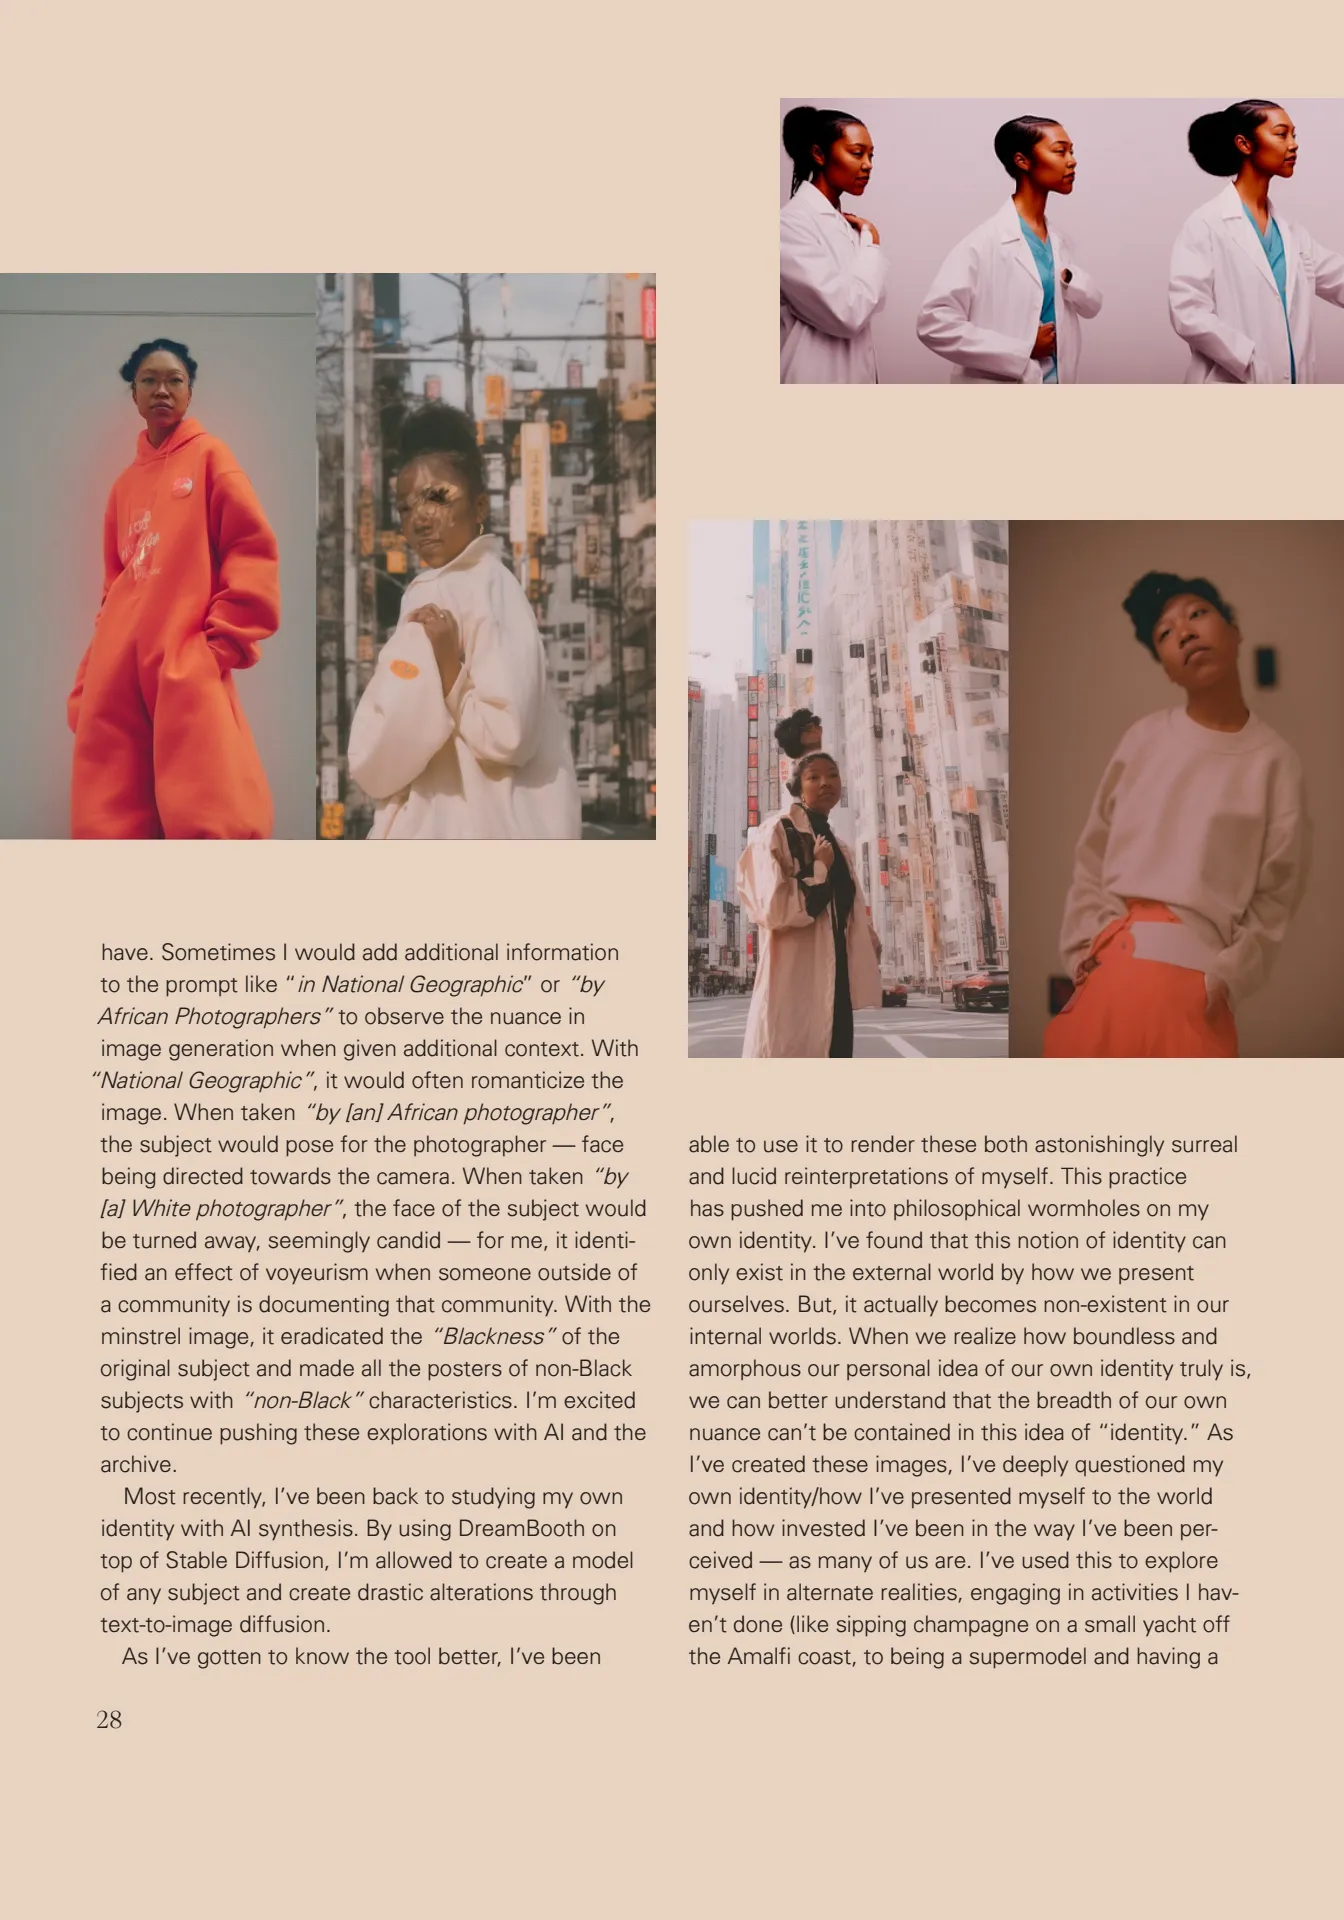 have. Sometimes I would add additional information
to the prompt like “in National Geographic” or “by
African Photographers” to observe the nuance in
image generation when given additional context. With
“National Geographic”, it would often romanticize the
image. When taken “by [an] African photographer”,
the subject would pose for the photographer — face
being directed towards the camera. When taken “by
[a] White photographer”, the face of the subject would
be turned away, seemingly candid — for me, it identi-
fied an effect of voyeurism when someone outside of
a community is documenting that community. With the
minstrel image, it eradicated the “Blackness” of the
original subject and made all the posters of non-Black
subjects with “non-Black” characteristics. I’m excited
to continue pushing these explorations with AI and the
archive.
Most recently, I’ve been back to studying my own
identity with AI synthesis. By using DreamBooth on
top of Stable Diffusion, I’m allowed to create a model
of any subject and create drastic alterations through
text-to-image diffusion.
As I’ve gotten to know the tool better, I’ve been
able to use it to render these both astonishingly surreal
and lucid reinterpretations of myself. This practice
has pushed me into philosophical wormholes on my
own identity. I’ve found that this notion of identity can
only exist in the external world by how we present
ourselves. But, it actually becomes non-existent in our
internal worlds. When we realize how boundless and
amorphous our personal idea of our own identity truly is,
we can better understand that the breadth of our own
nuance can’t be contained in this idea of “identity.” As
I’ve created these images, I’ve deeply questioned my
own identity/how I’ve presented myself to the world
and how invested I’ve been in the way I’ve been per-
ceived — as many of us are. I’ve used this to explore
myself in alternate realities, engaging in activities I hav-
en’t done (like sipping champagne on a small yacht off
the Amalfi coast, to being a supermodel and having a
28